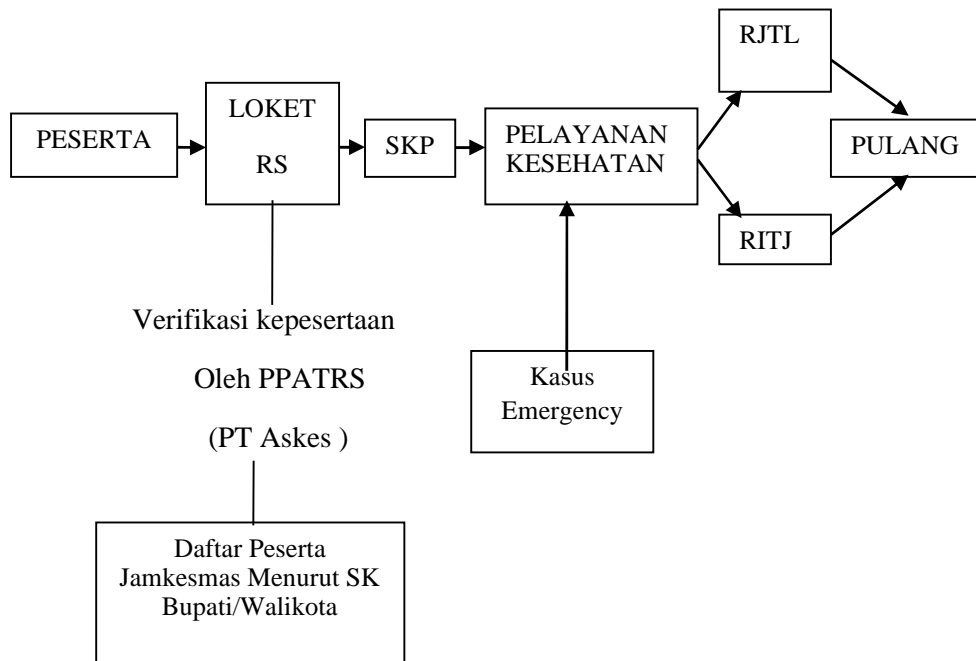 PESERTA
LOKET
RS
SKP
PELAYANAN
KESEHATAN
RJTL
RITJ
PULANG
Verifikasi kepesertaan
Oleh PPATRS
(PT Askes )
Kasus
Emergency
Daftar Peserta
Jamkesmas Menurut SK
Bupati/Walikota